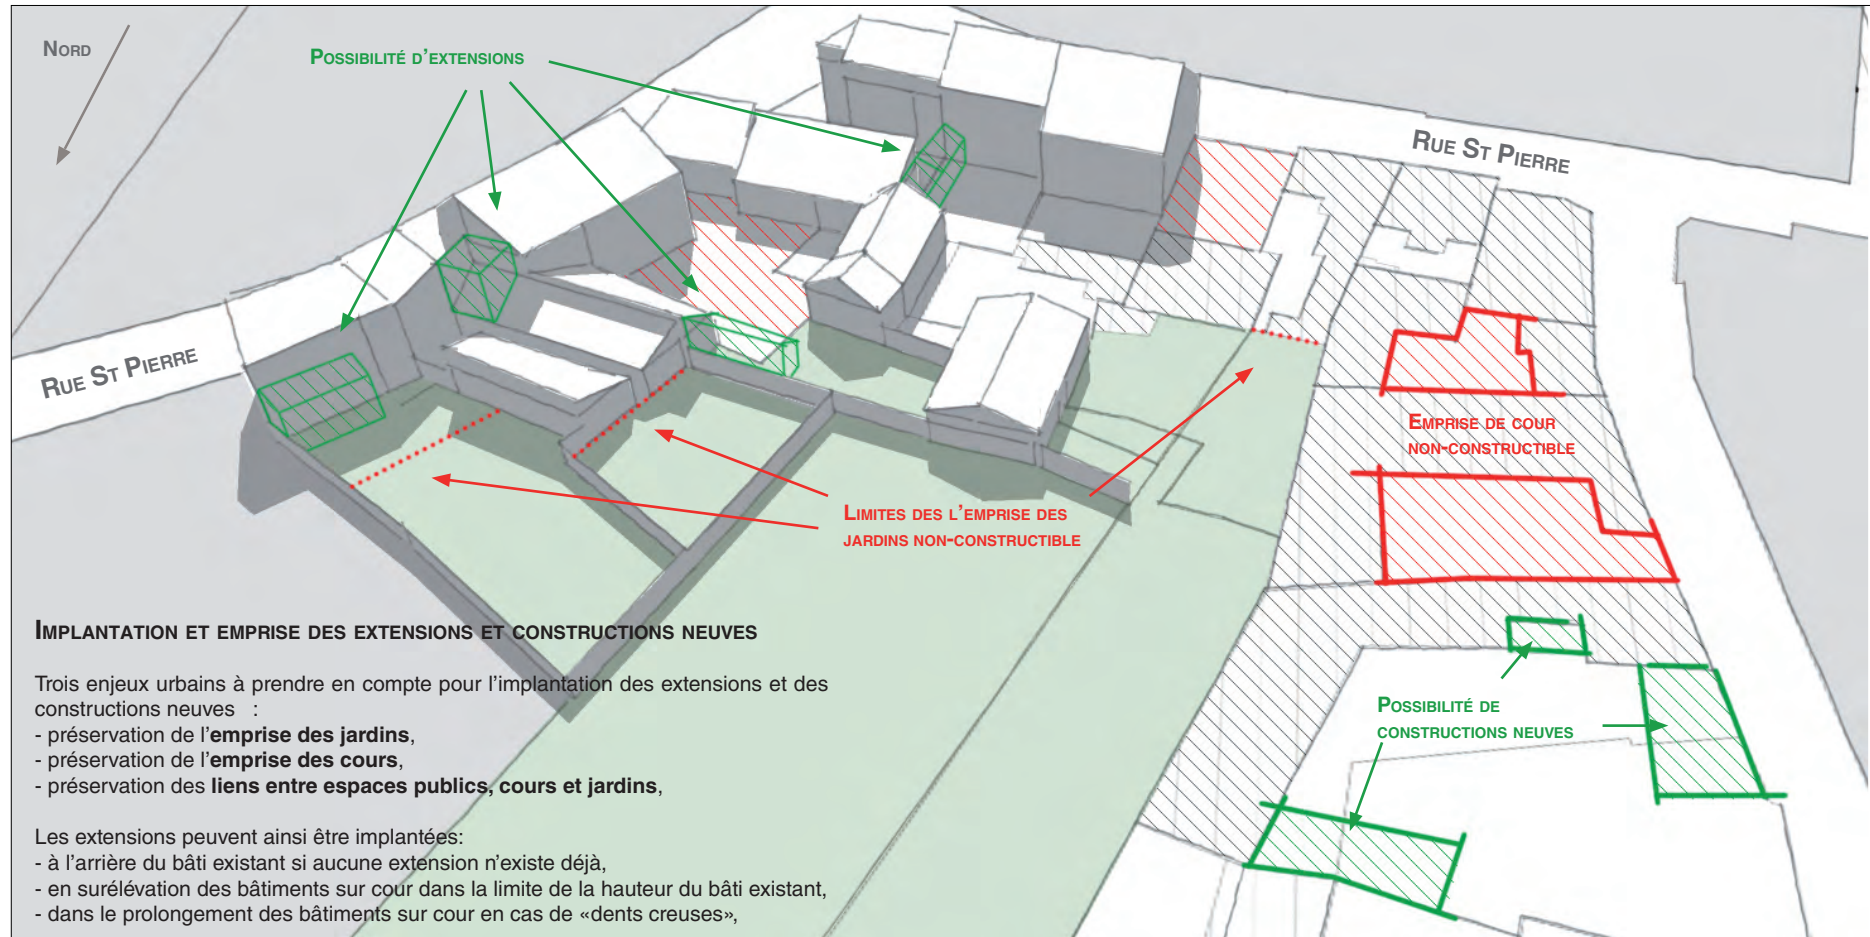 Nord
Possibilité d'extensions
Rue St Pierre
Rue St Pierre
Emprise de cour
non-constructible
Limites des l'emprise des
jardins non-constructible
Possibilité de
constructions neuves
Implantation et emprise des extensions et constructions neuves
Trois enjeux urbains à prendre en compte pour l'implantation des extensions et des
constructions neuves :
- préservation de l'emprise des jardins,
- préservation de l'emprise des cours,
- préservation des liens entre espaces publics, cours et jardins,
Les extensions peuvent ainsi être implantées:
- à l'arrière du bâti existant si aucune extension n'existe déjà,
- en surélévation des bâtiments sur cour dans la limite de la hauteur du bâti existant,
- dans le prolongement des bâtiments sur cour en cas de «dents creuses»,